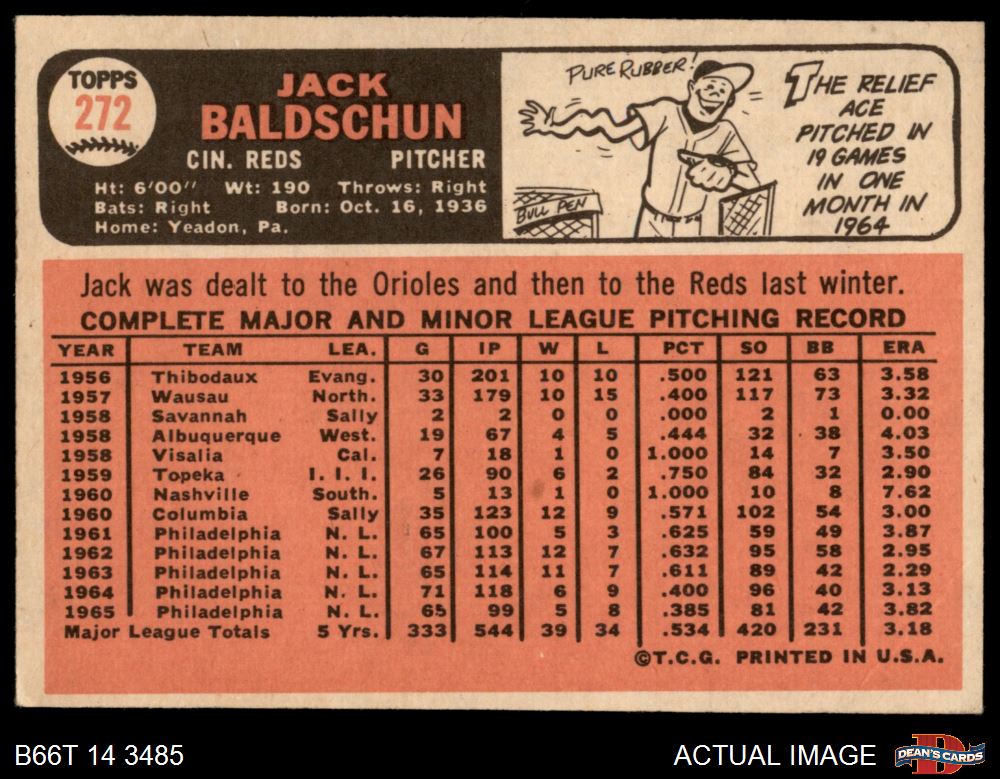 TOPPS
272
JACK
BALDSCHUN
CIN. REDS PITCHER
Ht: 6'00" Wt: 190 Throws: Right
Bats: Right Born: Oct. 16, 1936
Home: Yeadon, Pa.
PURE RUBBER!
BULL PEN
THE RELIEF
ACE
PITCHED IN
19 GAMES
IN ONE
MONTH IN
1964
Jack was dealt to the Orioles and then to the Reds last winter.
COMPLETE MAJOR AND MINOR LEAGUE PITCHING RECORD
YEAR TEAM LEA. G IP W L PCT SO BB ERA
1956 Thibodaux Evang. 30 201 10 10 .500 121 63 3.58
1957 Wausau North. 33 179 10 15 .400 117 73 3.32
1958 Savannah Sally 2 2 0 0 .000 2 1 0.00
1958 Albuquerque West. 19 67 4 5 .444 32 38 4.03
1958 Visalia Cal. 7 18 1 0 1.000 14 7 3.50
1959 Topeka I. I. I. 26 90 6 2 .750 84 32 2.90
1960 Nashville South. 5 13 1 0 1.000 10 8 7.62
1960 Columbia Sally 35 123 12 9 .571 102 54 3.00
1961 Philadelphia N. L. 65 100 5 3 .625 59 49 3.87
1962 Philadelphia N. L. 67 113 12 7 .632 95 58 2.95
1963 Philadelphia N. L. 65 114 11 7 .611 89 42 2.29
1964 Philadelphia N. L. 71 118 6 9 .400 96 40 3.13
1965 Philadelphia N. L. 65 99 5 8 .385 81 42 3.82
Major League Totals 5 Yrs. 333 544 39 34 .534 420 231 3.18
©T.C.G. PRINTED IN U.S.A.
B66T 14 3485
ACTUAL IMAGE
DEAN'S CARDS